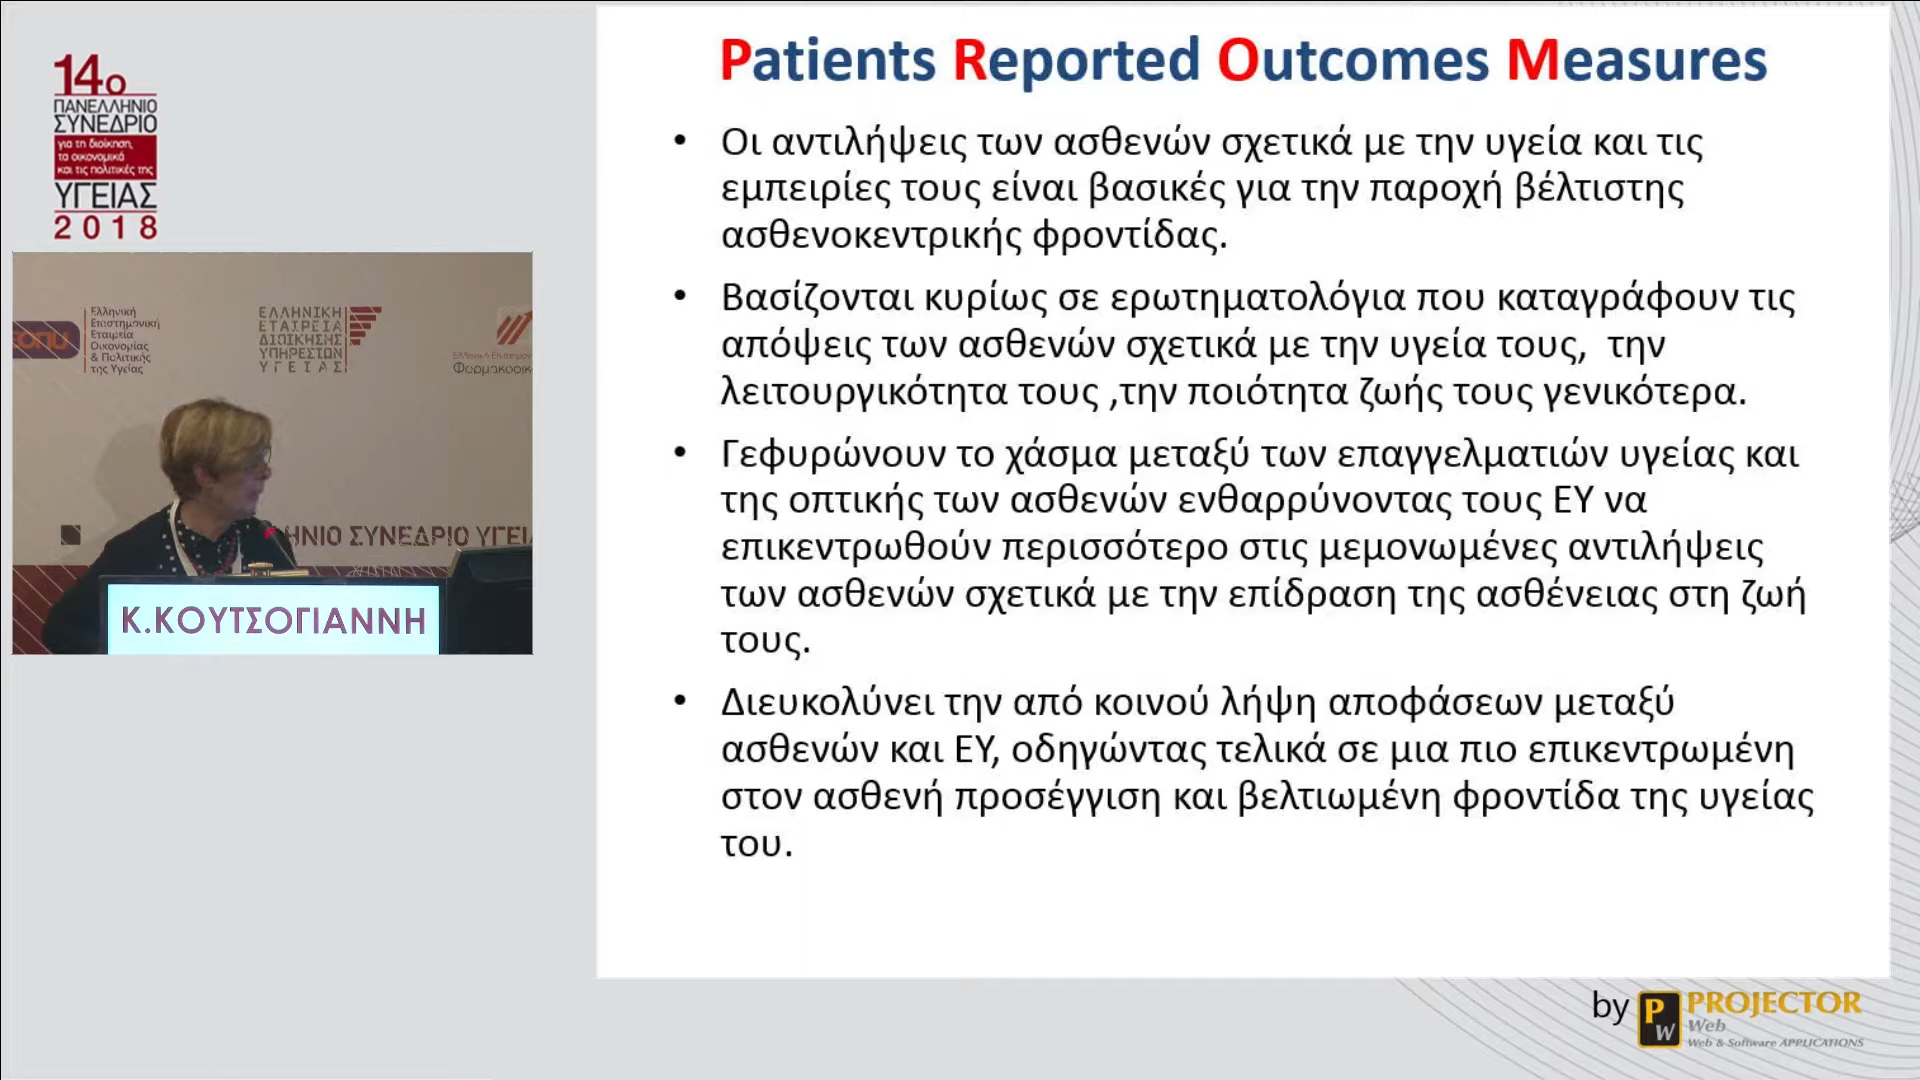 14ο
ΠΑΝΕΛΛΗΝΙΟ
ΣΥΝΕΔΡΙΟ
για τη διοίκηση,
τα οικονομικά
και τις πολιτικές της
ΥΓΕΙΑΣ
2018
Ελληνική
Επιστημονική
Εταιρεία
Οικονομίας
& Πολιτικής
της Υγείας
ΕΛΛΗΝΙΚΗ
ΕΤΑΙΡΕΙΑ
ΔΙΟΙΚΗΣΗΣ
ΥΠΗΡΕΣΙΩΝ
ΥΓΕΙΑΣ
ΣΥΝΕΔΡΙΟ
Κ.ΚΟΥΤΣΟΓΙΑΝΝΗ
Patients Reported Outcomes Measures
• Οι αντιλήψεις των ασθενών σχετικά με την υγεία και τις
εμπειρίες τους είναι βασικές για την παροχή βέλτιστης
ασθενοκεντρικής φροντίδας.
• Βασίζονται κυρίως σε ερωτηματολόγια που καταγράφουν τις
απόψεις των ασθενών σχετικά με την υγεία τους, την
λειτουργικότητα τους ,την ποιότητα ζωής τους γενικότερα.
• Γεφυρώνουν το χάσμα μεταξύ των επαγγελματιών υγείας και
της οπτικής των ασθενών ενθαρρύνοντας τους ΕΥ να
επικεντρωθούν περισσότερο στις μεμονωμένες αντιλήψεις
των ασθενών σχετικά με την επίδραση της ασθένειας στη ζωή
τους.
• Διευκολύνει την από κοινού λήψη αποφάσεων μεταξύ
ασθενών και ΕΥ, οδηγώντας τελικά σε μια πιο επικεντρωμένη
στον ασθενή προσέγγιση και βελτιωμένη φροντίδα της υγείας
του.
by PW PROJECTOR
Web
Web & Software APPLICATIONS